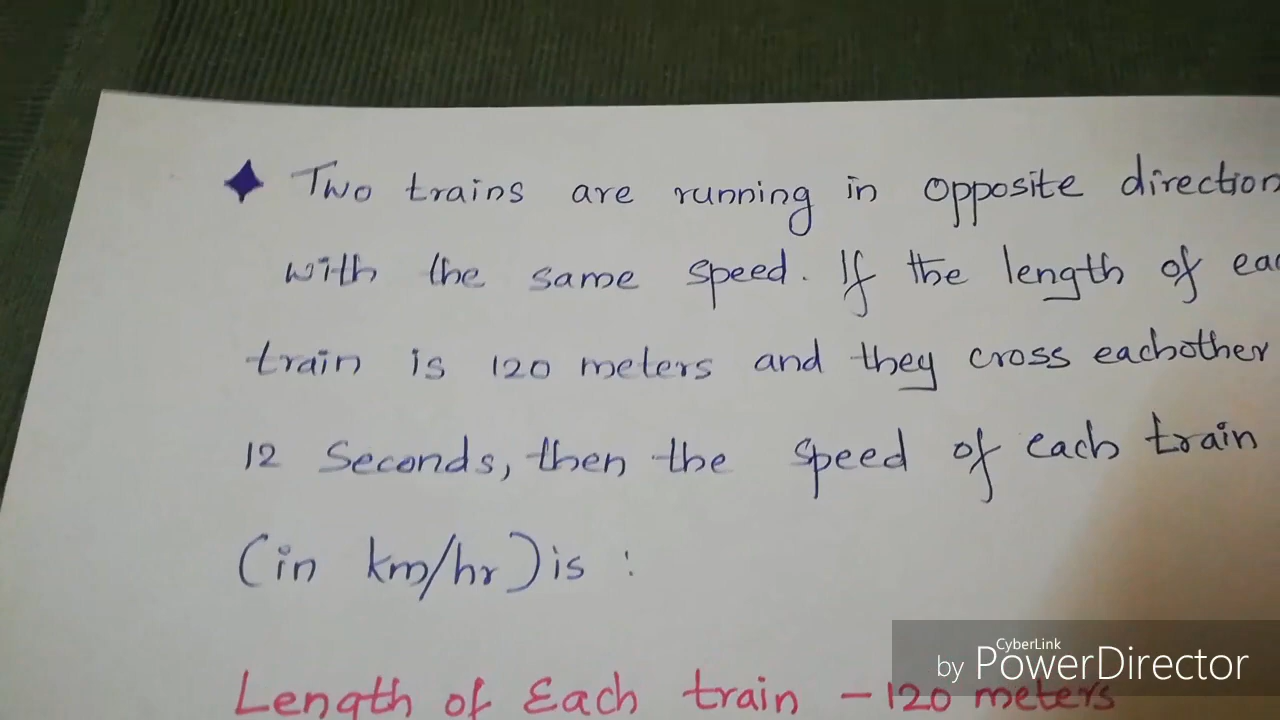 Two trains are running in opposite direction
with the same speed. If the length of eac
train is 120 meters and they cross eachother
12 Seconds, then the speed of each train
(in km/hr) is :
Length of Each train - 120 meters
CyberLink
by PowerDirector